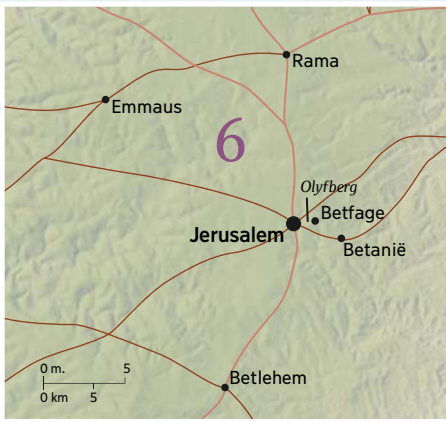 Rama
Emmaus
6
Olyfberg
Betfage
Jerusalem
Betanië
0 m. 5
0 km 5
Betlehem